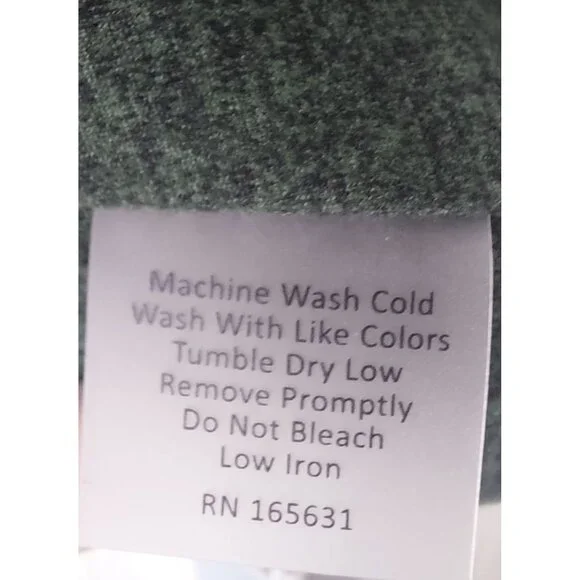 Machine Wash Cold
Wash With Like Colors
Tumble Dry Low
Remove Promptly
Do Not Bleach
Low Iron
RN 165631